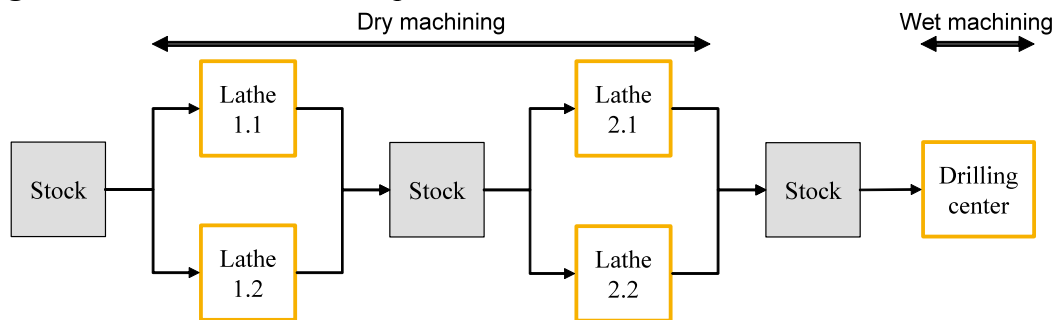 Dry machining
Wet machining
Lathe
1.1
Lathe
2.1
Stock
Stock
Stock
Drilling
center
Lathe
1.2
Lathe
2.2